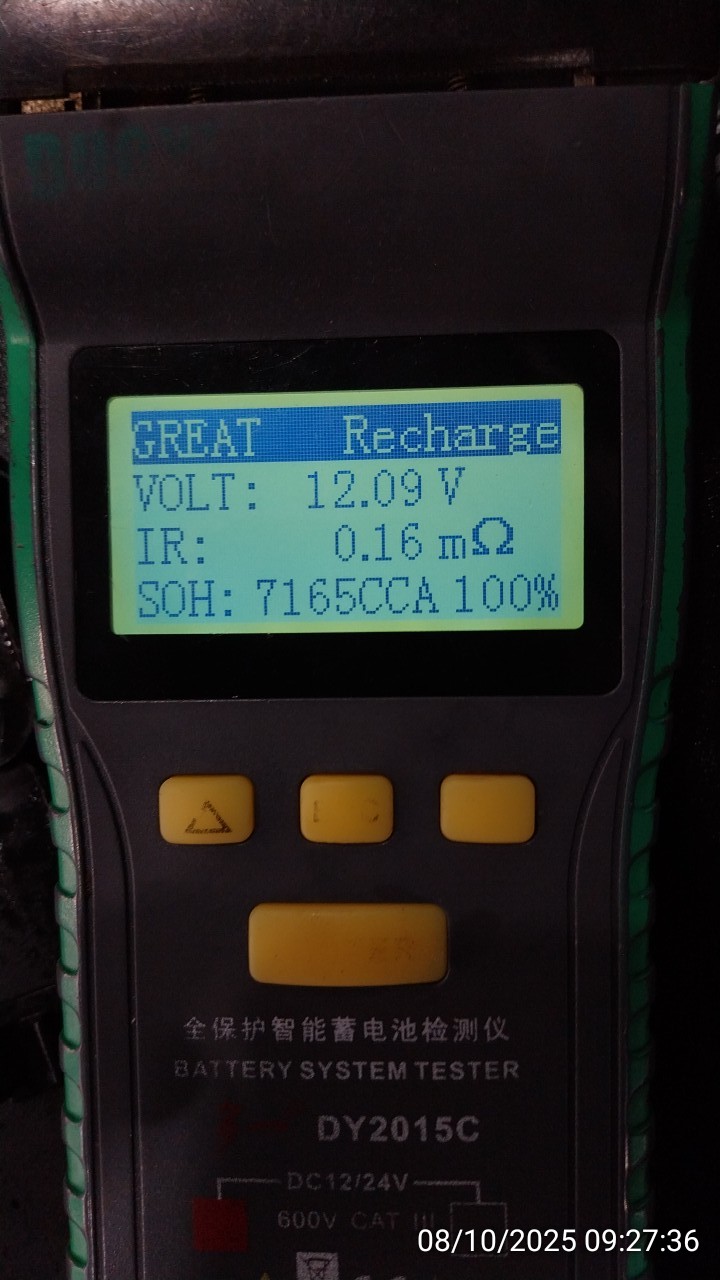 GREAT Recharge
VOLT: 12.09 V
IR: 0.16 mΩ
SOH: 7165CCA 100%
全保护智能蓄电池检测仪
BATTERY SYSTEM TESTER
DY2015C
DC12/24V
600V CAT III
08/10/2025 09:27:36